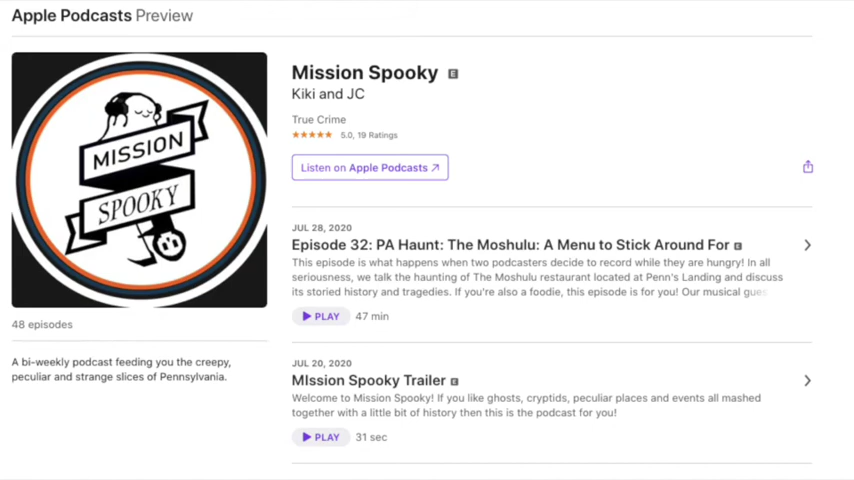 Apple Podcasts Preview
MISSION
SPOOKY
48 episodes
A bi-weekly podcast feeding you the creepy,
peculiar and strange slices of Pennsylvania.
Mission Spooky E
Kiki and JC
True Crime
★★★★★ 5.0, 19 Ratings
Listen on Apple Podcasts ↗
JUL 28, 2020
Episode 32: PA Haunt: The Moshulu: A Menu to Stick Around For E
This episode is what happens when two podcasters decide to record while they are hungry! In all
seriousness, we talk the haunting of The Moshulu restaurant located at Penn's Landing and discuss
its storied history and tragedies. If you're also a foodie, this episode is for you! Our musical gues
PLAY 47 min
JUL 20, 2020
MIssion Spooky Trailer E
Welcome to Mission Spooky! If you like ghosts, cryptids, peculiar places and events all mashed
together with a little bit of history then this is the podcast for you!
PLAY 31 sec